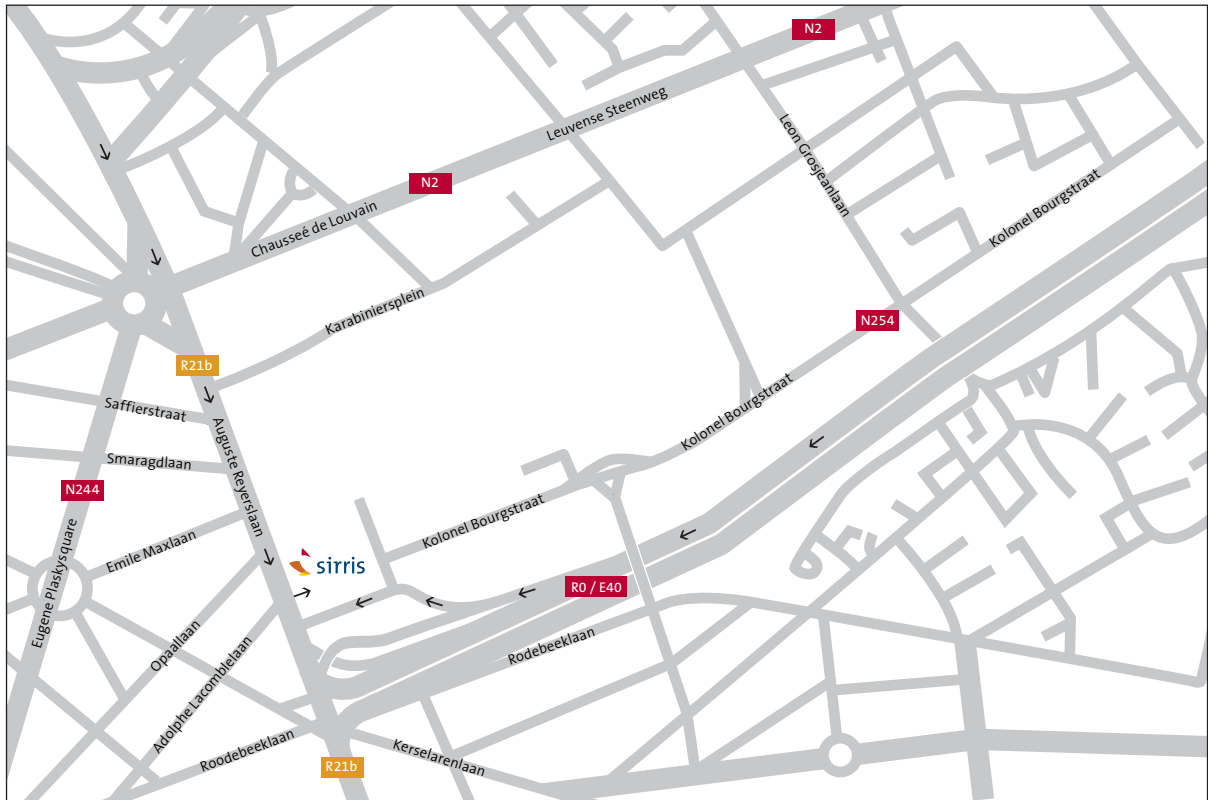 N2
Leuvense Steenweg
Leon Grosjeanlaan
N2
Chausseé de Louvain
Kolonel Bourgstraat
Karabiniersplein
N254
R21b
Saffierstraat
Auguste Reyerslaan
Kolonel Bourgstraat
Smaragdlaan
N244
Kolonel Bourgstraat
Emile Maxlaan
sirris
Eugene Plaskysquare
R0 / E40
Opaallaan
Adolphe Lacomblelaan
Rodebeeklaan
Roodebeeklaan
Kerselarenlaan
R21b